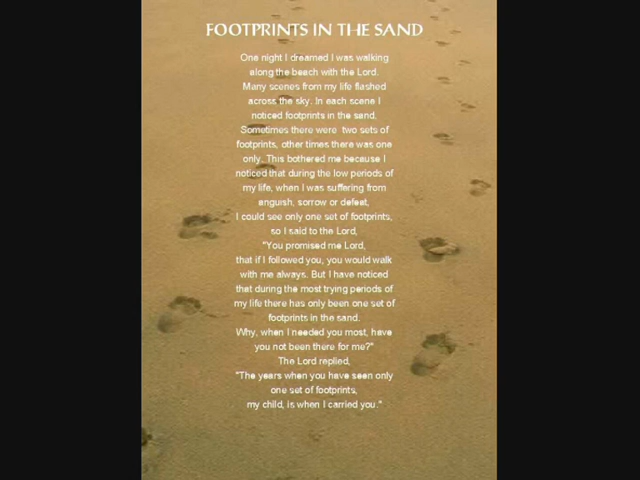 FOOTPRINTS IN THE SAND
One night I dreamed I was walking
along the beach with the Lord.
Many scenes from my life flashed
across the sky. In each scene I
noticed footprints in the sand.
Sometimes there were two sets of
footprints, other times there was one
only. This bothered me because I
noticed that during the low periods of
my life, when I was suffering from
anguish, sorrow or defeat,
I could see only one set of footprints,
so I said to the Lord,
"You promised me Lord,
that if I followed you, you would walk
with me always. But I have noticed
that during the most trying periods of
my life there has only been one set of
footprints in the sand.
Why, when I needed you most, have
you not been there for me?"
The Lord replied,
"The years when you have seen only
one set of footprints,
my child, is when I carried you."